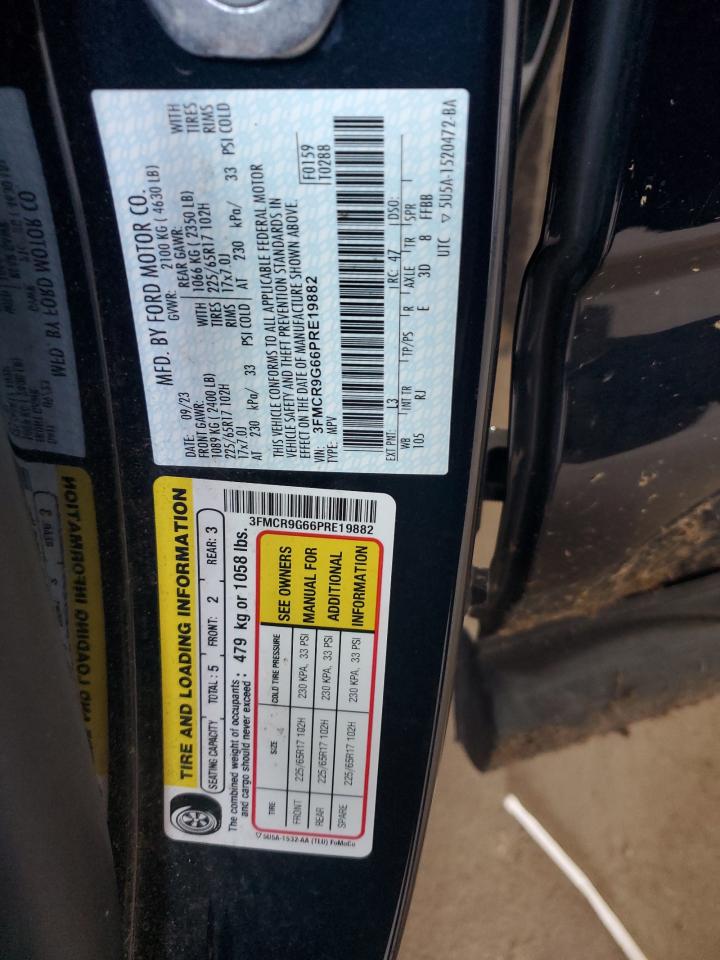 MFD. BY FORD MOTOR CO.
DATE: 09/23 GVWR: 2100 KG ( 4630 LB)
FRONT GAWR: REAR GAWR:
1089 KG ( 2400 LB) WITH 1066 KG ( 2350 LB) WITH
225/65R17 102H TIRES 225/65R17 102H TIRES
17x7.0J RIMS 17x7.0J RIMS
AT 230 kPa/ 33 PSI COLD AT 230 kPa/ 33 PSI COLD
THIS VEHICLE CONFORMS TO ALL APPLICABLE FEDERAL MOTOR
VEHICLE SAFETY AND THEFT PREVENTION STANDARDS IN
EFFECT ON THE DATE OF MANUFACTURE SHOWN ABOVE.
VIN: 3FMCR9G66PRE19882
TYPE: MPV
F0159
T0288
EXT PNT: L3 RC: 47 DSO:
WB INT TR TP/PS R AXLE TR SPR
105 RJ E 3D 8 FFBB
UTC ▽ 5U5A-1520472-BA
TIRE AND LOADING INFORMATION
SEATING CAPACITY TOTAL: 5 FRONT: 2 REAR: 3
The combined weight of occupants and cargo should never exceed : 479 kg or 1058 lbs.
3FMCR9G66PRE19882
TIRE SIZE COLD TIRE PRESSURE
FRONT 225/65R17 102H 230 KPA, 33 PSI
REAR 225/65R17 102H 230 KPA, 33 PSI
SPARE 225/65R17 102H 230 KPA, 33 PSI
SEE OWNERS
MANUAL FOR
ADDITIONAL
INFORMATION
▽ 5U5A-1532-AA (TLU) FoMoCo